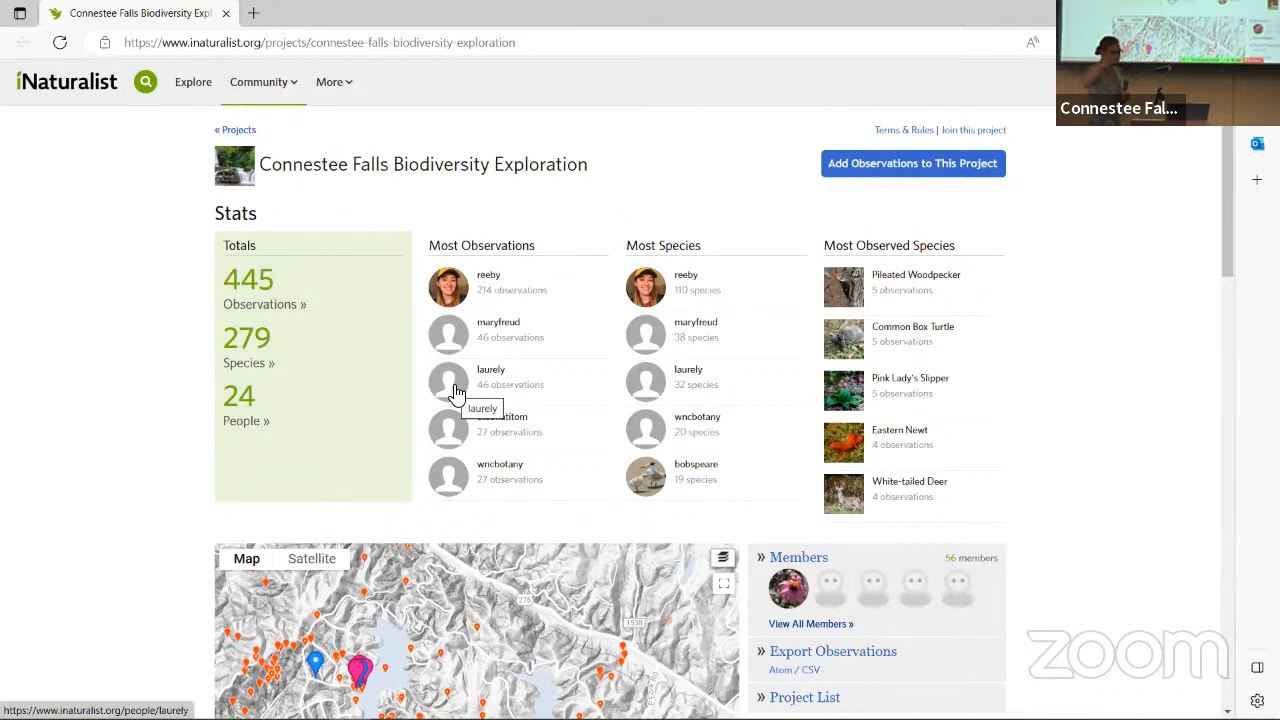 Connestee Falls Biodiversity Expl
https://www.inaturalist.org/projects/connestee-falls-biodiversity-exploration
iNaturalist
Explore
Community
More
Connestee Fal...
« Projects
Terms & Rules | Join this project
Connestee Falls Biodiversity Exploration
Add Observations to This Project
Stats
Totals
445
Observations »
279
Species »
24
People »
Most Observations
reeby
214 observations
maryfreud
46 observations
laurely
46 observations
laurely
27 observations
wncbotany
27 observations
Most Species
reeby
110 species
maryfreud
38 species
laurely
32 species
wncbotany
20 species
bobspeare
19 species
Most Observed Species
Pileated Woodpecker
5 observations
Common Box Turtle
5 observations
Pink Lady's Slipper
5 observations
Eastern Newt
4 observations
White-tailed Deer
4 observations
Map
Satellite
276
1538
» Members
56 members
View All Members »
» Export Observations
Atom / CSV
» Project List
zoom
https://www.inaturalist.org/people/laurely